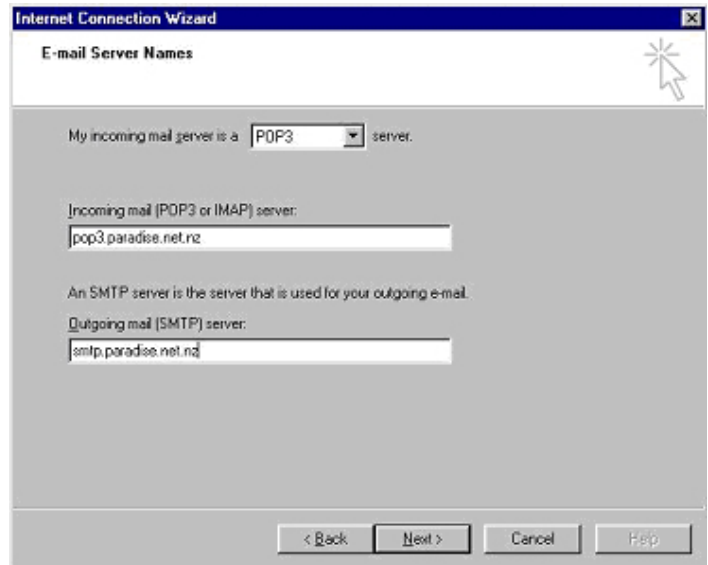 Internet Connection Wizard
E-mail Server Names
My incoming mail server is a POP3 server.
Incoming mail (POP3 or IMAP) server:
pop3.paradise.net.nz
An SMTP server is the server that is used for your outgoing e-mail.
Outgoing mail (SMTP) server:
smtp.paradise.net.nz
< Back Next > Cancel Help